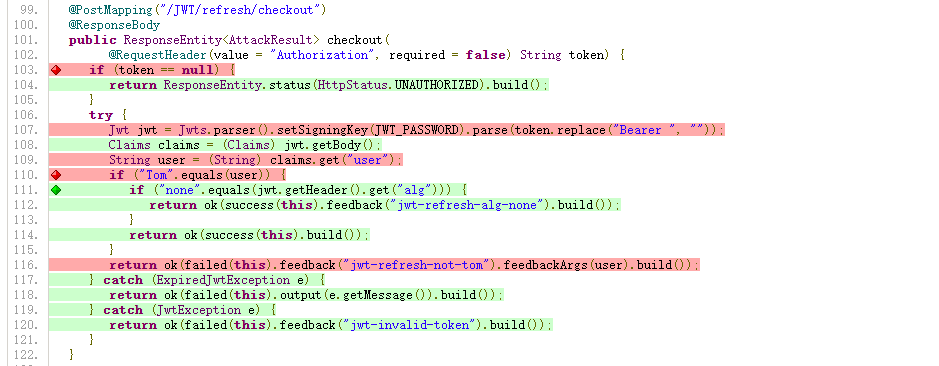 99. @PostMapping("/JWT/refresh/checkout")
100. @ResponseBody
101. public ResponseEntity<AttackResult> checkout(
102. @RequestHeader(value = "Authorization", required = false) String token) {
103. if (token == null) {
104. return ResponseEntity.status(HttpStatus.UNAUTHORIZED).build();
105. }
106. try {
107. Jwt jwt = Jwts.parser().setSigningKey(JWT_PASSWORD).parse(token.replace("Bearer ", ""));
108. Claims claims = (Claims) jwt.getBody();
109. String user = (String) claims.get("user");
110. if ("Tom".equals(user)) {
111. if ("none".equals(jwt.getHeader().get("alg"))) {
112. return ok(success(this).feedback("jwt-refresh-alg-none").build());
113. }
114. return ok(success(this).build());
115. }
116. return ok(failed(this).feedback("jwt-refresh-not-tom").feedbackArgs(user).build());
117. } catch (ExpiredJwtException e) {
118. return ok(failed(this).output(e.getMessage()).build());
119. } catch (JwtException e) {
120. return ok(failed(this).feedback("jwt-invalid-token").build());
121. }
122. }